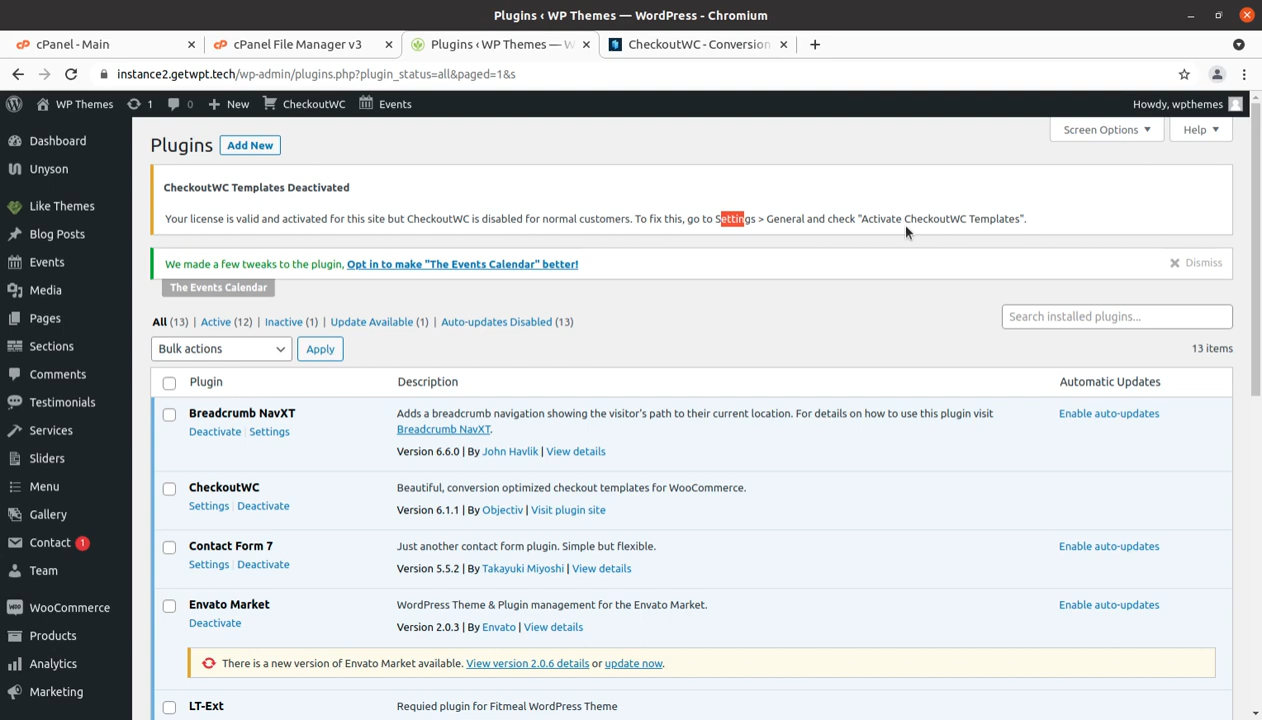 Plugins ‹ WP Themes — WordPress - Chromium
cPanel - Main
cPanel File Manager v3
Plugins ‹ WP Themes — W
CheckoutWC - Conversion
instance2.getwpt.tech/wp-admin/plugins.php?plugin_status=all&paged=1&s
WP Themes
1
0
New
CheckoutWC
Events
Howdy, wpthemes
Dashboard
Unyson
Like Themes
Blog Posts
Events
Media
Pages
Sections
Comments
Testimonials
Services
Sliders
Menu
Gallery
Contact 1
Team
WooCommerce
Products
Analytics
Marketing
Plugins
Add New
Screen Options
Help
CheckoutWC Templates Deactivated
Your license is valid and activated for this site but CheckoutWC is disabled for normal customers. To fix this, go to Settings > General and check "Activate CheckoutWC Templates".
We made a few tweaks to the plugin, Opt in to make "The Events Calendar" better!
Dismiss
The Events Calendar
All (13) | Active (12) | Inactive (1) | Update Available (1) | Auto-updates Disabled (13)
Search installed plugins...
Bulk actions
Apply
13 items
Plugin
Description
Automatic Updates
Breadcrumb NavXT
Deactivate | Settings
Adds a breadcrumb navigation showing the visitor's path to their current location. For details on how to use this plugin visit
Breadcrumb NavXT.
Version 6.6.0 | By John Havlik | View details
Enable auto-updates
CheckoutWC
Settings | Deactivate
Beautiful, conversion optimized checkout templates for WooCommerce.
Version 6.1.1 | By Objectiv | Visit plugin site
Contact Form 7
Settings | Deactivate
Just another contact form plugin. Simple but flexible.
Version 5.5.2 | By Takayuki Miyoshi | View details
Enable auto-updates
Envato Market
Deactivate
WordPress Theme & Plugin management for the Envato Market.
Version 2.0.3 | By Envato | View details
Enable auto-updates
There is a new version of Envato Market available. View version 2.0.6 details or update now.
LT-Ext
Requied plugin for Fitmeal WordPress Theme